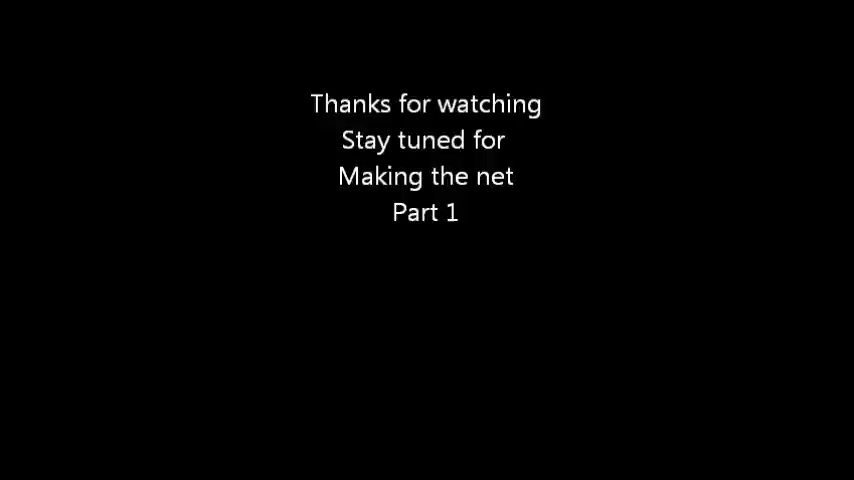 Thanks for watching
Stay tuned for
Making the net
Part 1